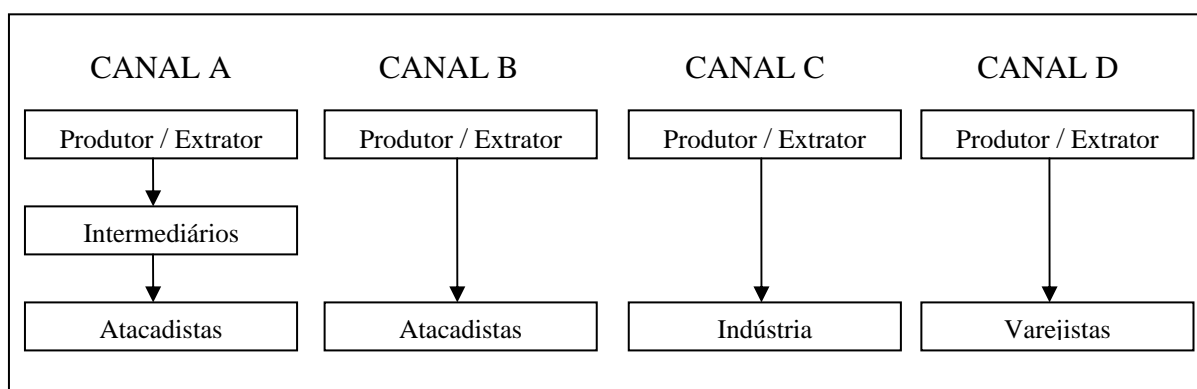 CANAL A
CANAL B
CANAL C
CANAL D
Produtor / Extrator
Produtor / Extrator
Produtor / Extrator
Produtor / Extrator
Intermediários
Atacadistas
Atacadistas
Indústria
Varejistas